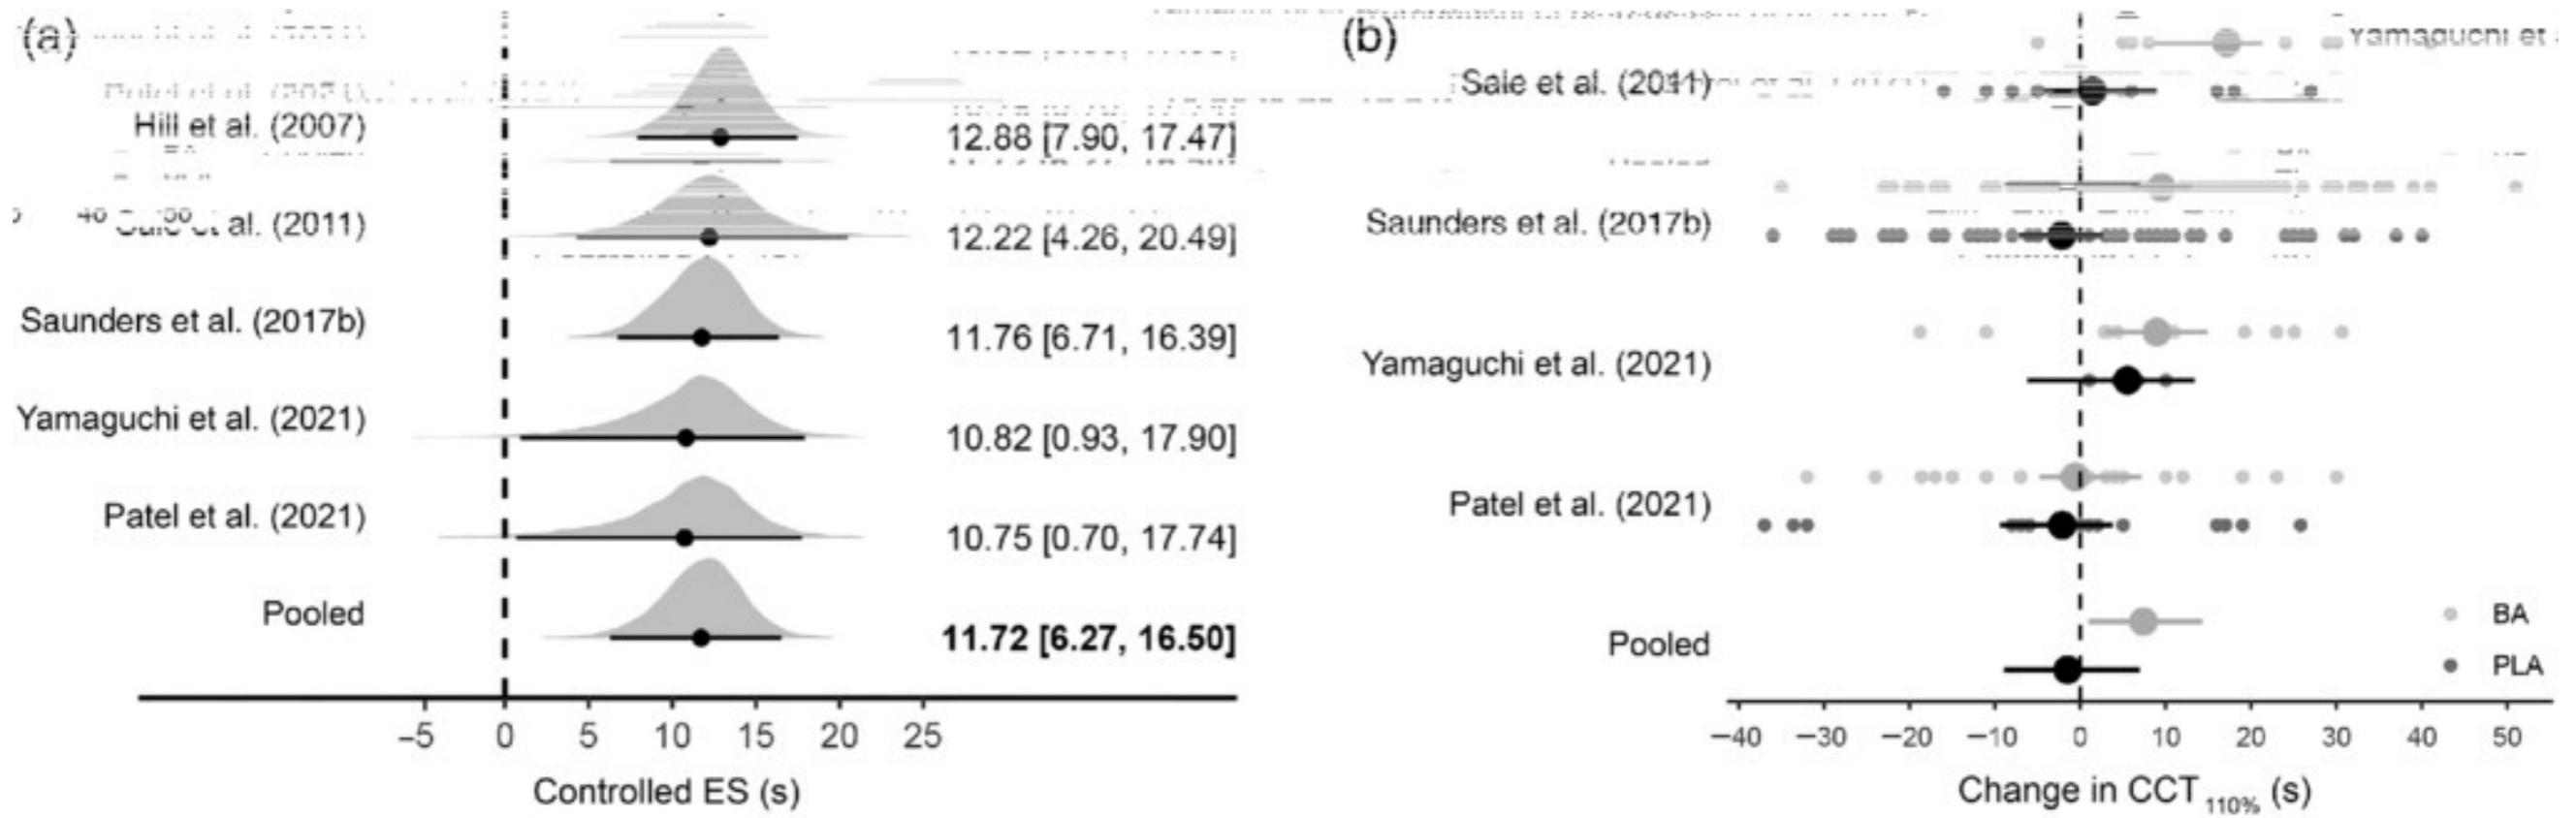 (a)
Hill et al. (2007)
12.88 [7.90, 17.47]
al. (2011)
12.22 [4.26, 20.49]
Saunders et al. (2017b)
11.76 [6.71, 16.39]
Yamaguchi et al. (2021)
10.82 [0.93, 17.90]
Patel et al. (2021)
10.75 [0.70, 17.74]
Pooled
11.72 [6.27, 16.50]
−5 0 5 10 15 20 25
Controlled ES (s)
(b)
Yamaguchi et
Sale et al. (2011)
Saunders et al. (2017b)
Yamaguchi et al. (2021)
Patel et al. (2021)
Pooled
BA
PLA
−40 −30 −20 −10 0 10 20 30 40 50
Change in CCT 110% (s)